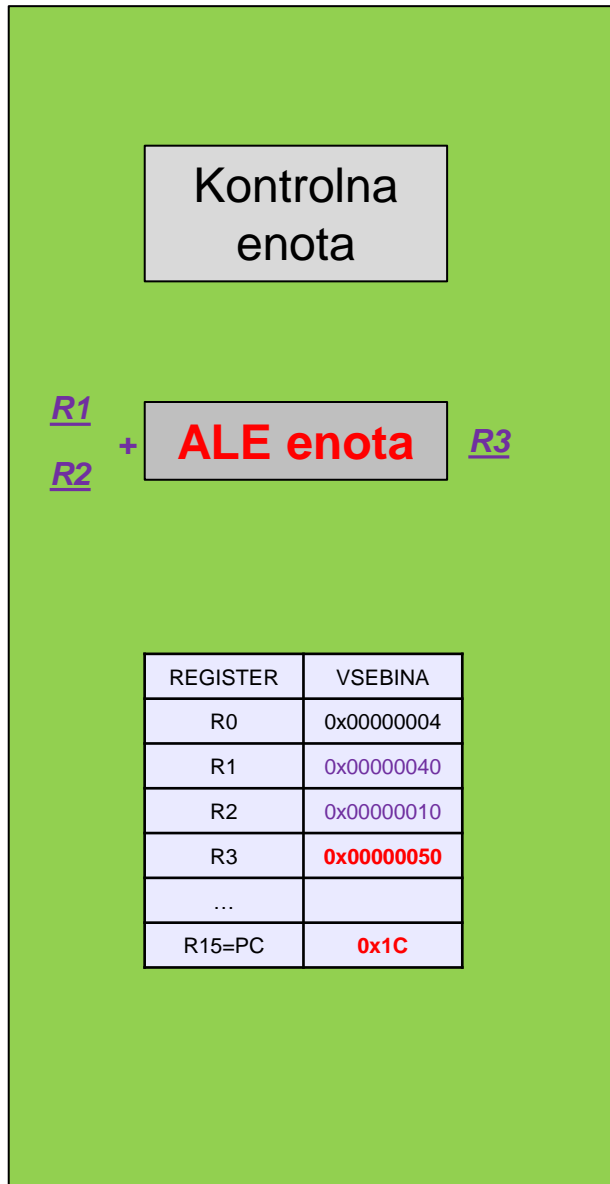 Kontrolna
enota
R1
+
R2
ALE enota
R3
REGISTER VSEBINA
R0 0x00000004
R1 0x00000040
R2 0x00000010
R3 0x00000050
…
R15=PC 0x1C